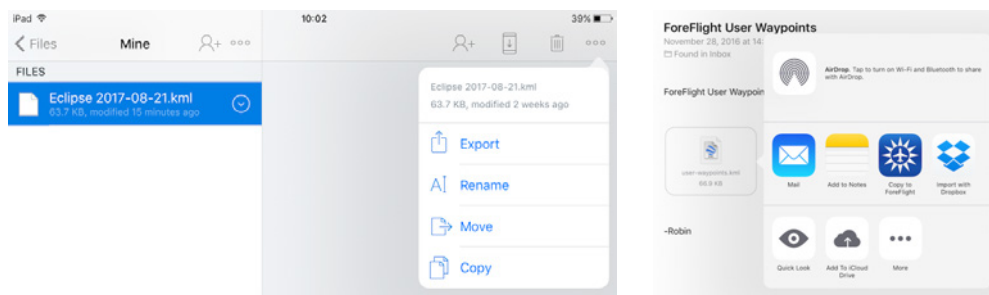 iPad
10:02
39%
Files
Mine
FILES
Eclipse 2017-08-21.kml
63.7 KB, modified 15 minutes ago
Eclipse 2017-08-21.kml
63.7 KB, modified 2 weeks ago
Export
Rename
Move
Copy
ForeFlight User Waypoints
November 28, 2016 at 14:
Found in Inbox
AirDrop. Tap to turn on Wi-Fi and Bluetooth to share
with AirDrop.
ForeFlight User Waypoin
user-waypoints.kml
66.9 KB
Mail
Add to Notes
Copy to
ForeFlight
Import with
Dropbox
-Robin
Quick Look
Add To iCloud
Drive
More